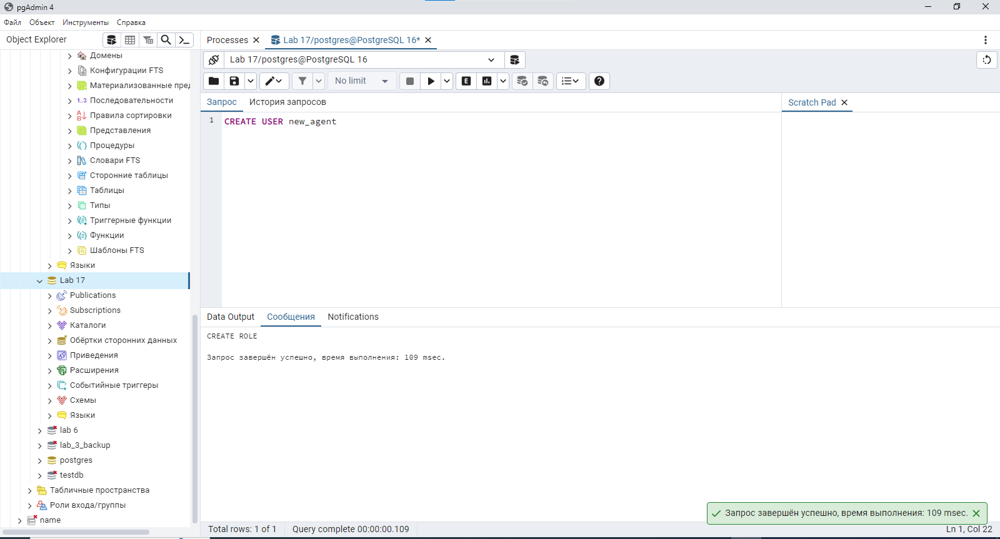 pgAdmin 4
Файл Объект Инструменты Справка
Object Explorer
Домены
Конфигурации FTS
Материализованные пред
1..3 Последовательности
Правила сортировки
Представления
Процедуры
Словари FTS
Сторонние таблицы
Таблицы
Типы
Триггерные функции
Функции
Шаблоны FTS
Языки
Lab 17
Publications
Subscriptions
Каталоги
Обёртки сторонних данных
Приведения
Расширения
Событийные триггеры
Схемы
Языки
lab 6
lab_3_backup
postgres
testdb
Табличные пространства
Роли входа/группы
name
Processes Lab 17/postgres@PostgreSQL 16*
Lab 17/postgres@PostgreSQL 16
No limit E
Запрос История запросов Scratch Pad
1 CREATE USER new_agent
Data Output Сообщения Notifications
CREATE ROLE
Запрос завершён успешно, время выполнения: 109 msec.
Запрос завершён успешно, время выполнения: 109 msec.
Total rows: 1 of 1 Query complete 00:00:00.109 Ln 1, Col 22